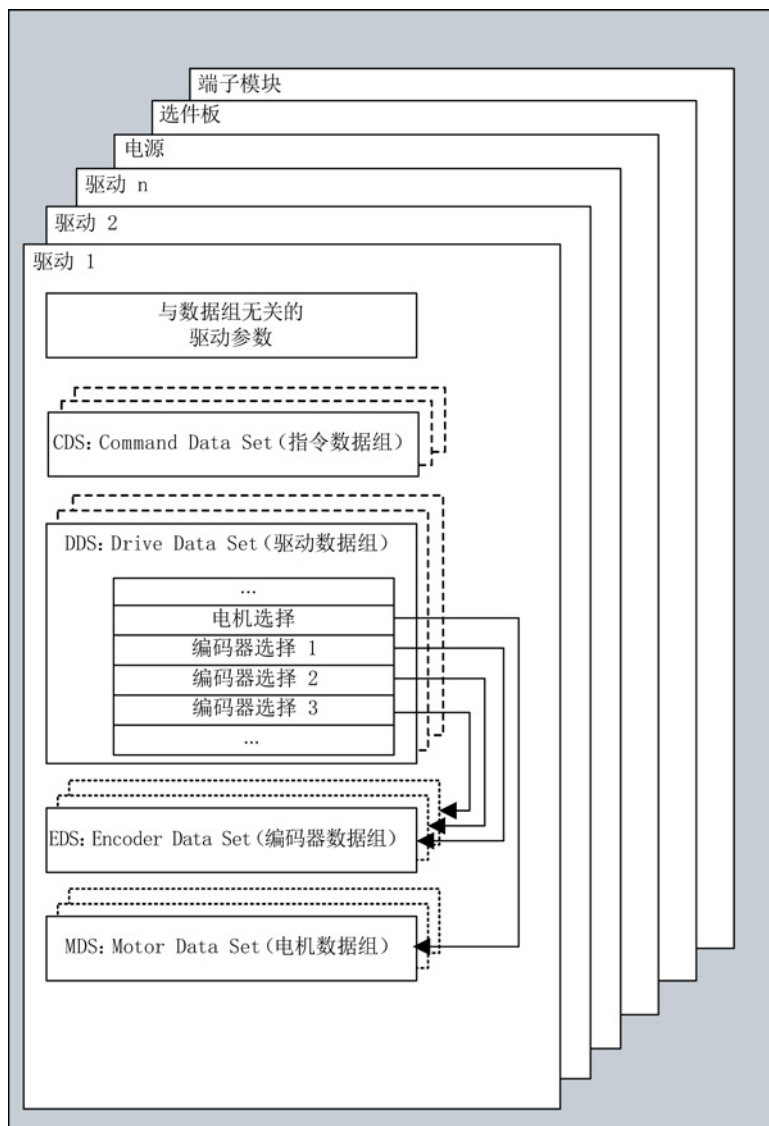 端子模块
选件板
电源
驱动 n
驱动 2
驱动 1
与数据组无关的
驱动参数
CDS：Command Data Set（指令数据组）
DDS：Drive Data Set（驱动数据组）
…
电机选择
编码器选择 1
编码器选择 2
编码器选择 3
…
EDS：Encoder Data Set（编码器数据组）
MDS：Motor Data Set（电机数据组）